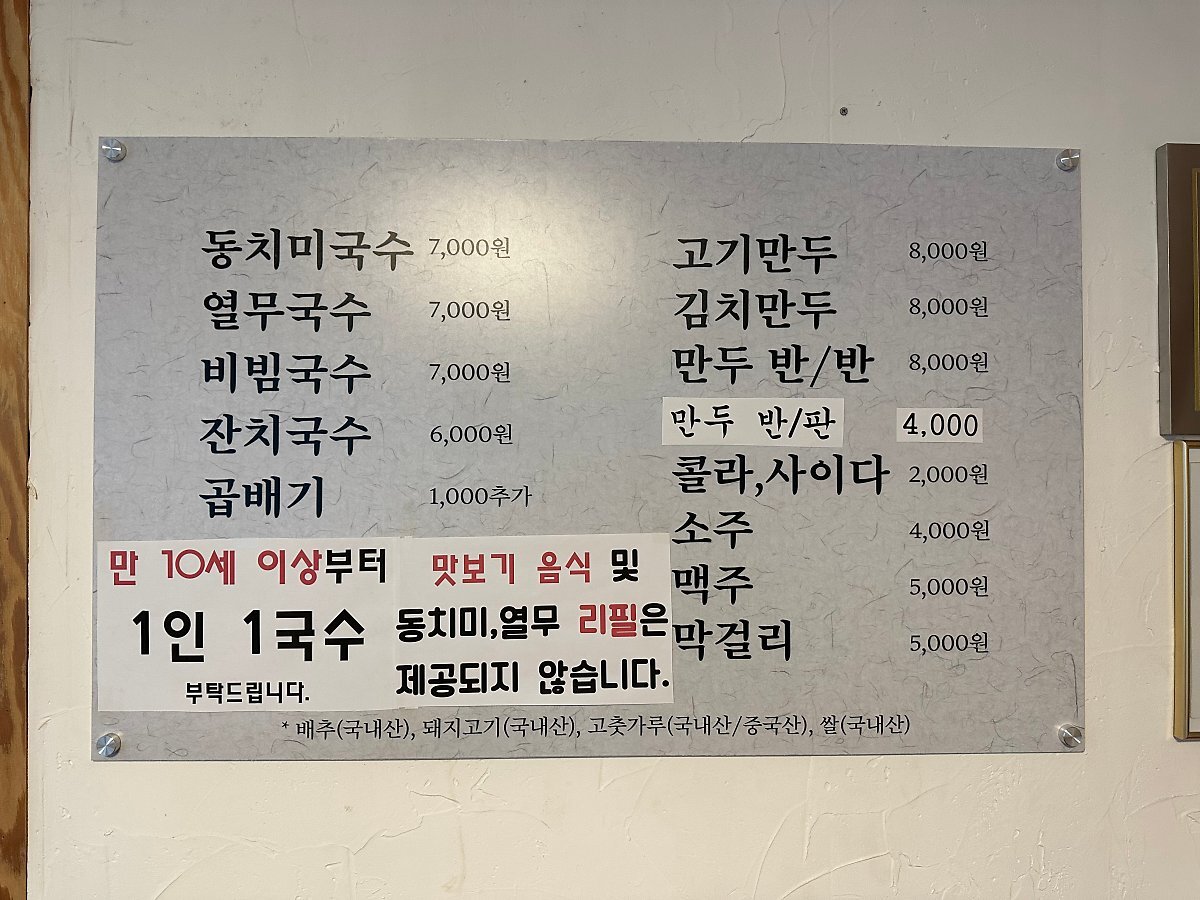 동치미국수 7,000원
열무국수 7,000원
비빔국수 7,000원
잔치국수 6,000원
곱배기 1,000추가
만 10세 이상부터
1인 1국수
부탁드립니다.
맛보기 음식 및
동치미,열무 리필은
제공되지 않습니다.
고기만두 8,000원
김치만두 8,000원
만두 반/반 8,000원
만두 반/판 4,000
콜라,사이다 2,000원
소주 4,000원
맥주 5,000원
막걸리 5,000원
* 배추(국내산), 돼지고기(국내산), 고춧가루(국내산/중국산), 쌀(국내산)